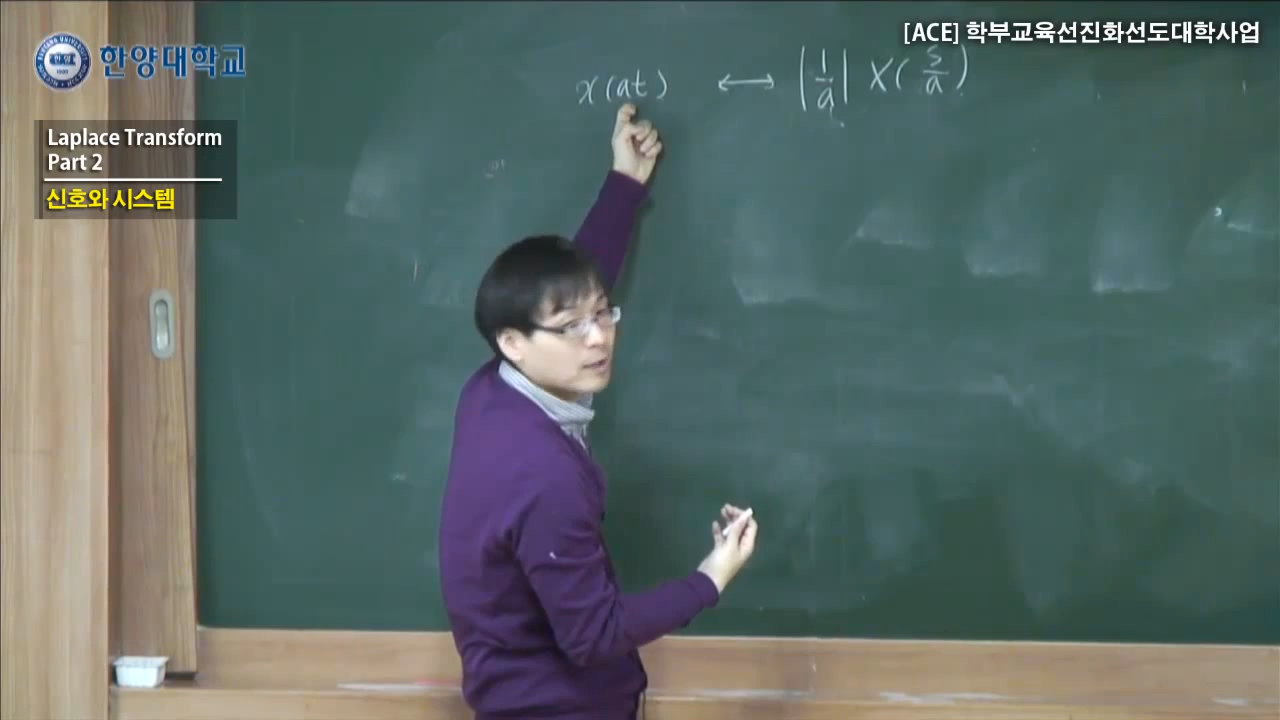 [ACE] 학부교육선진화선도대학사업
한양대학교
x(at) ↔ |1/a| X(s/a)
Laplace Transform
Part 2
신호와 시스템